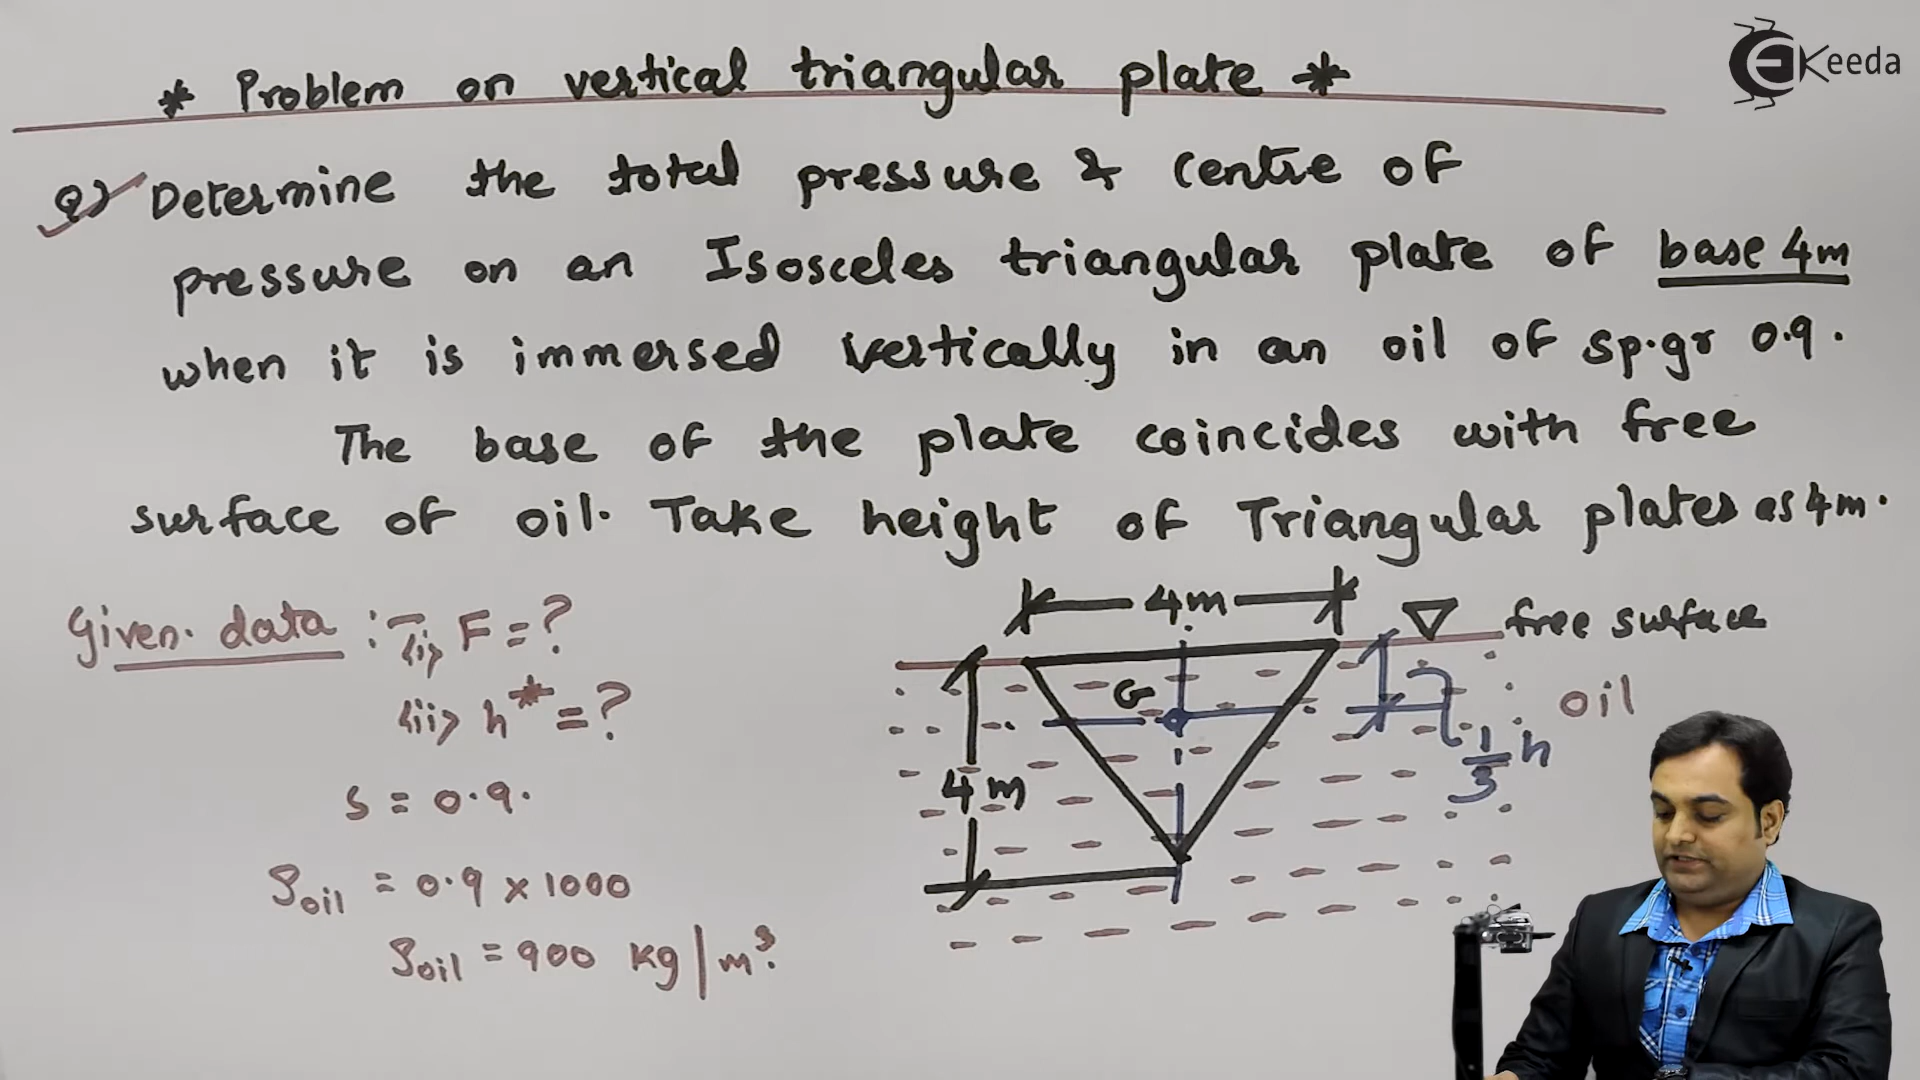 EKeeda
* Problem on vertical triangular plate *
Q) Determine the total pressure & centre of
pressure on an Isosceles triangular plate of base 4m
when it is immersed vertically in an oil of sp.gr 0.9.
The base of the plate coincides with free
surface of oil. Take height of Triangular plates as 4m.
Given data :- (i) F = ?
(ii) h* = ?
S = 0.9.
ρoil = 0.9 × 1000
ρoil = 900 kg/m³.
4m
free surface
G
oil
1/3 h
4m